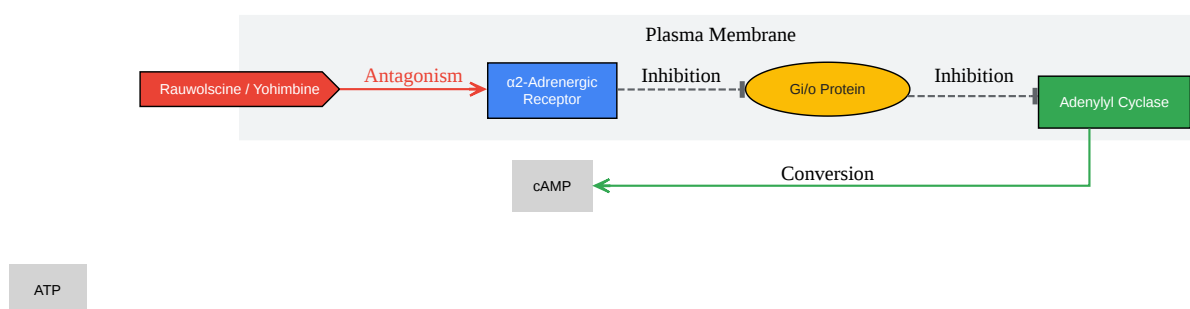 Plasma Membrane
Rauwolscine / Yohimbine
Antagonism
α2-Adrenergic
Receptor
Inhibition
Gi/o Protein
Inhibition
Adenylyl Cyclase
Conversion
cAMP
ATP